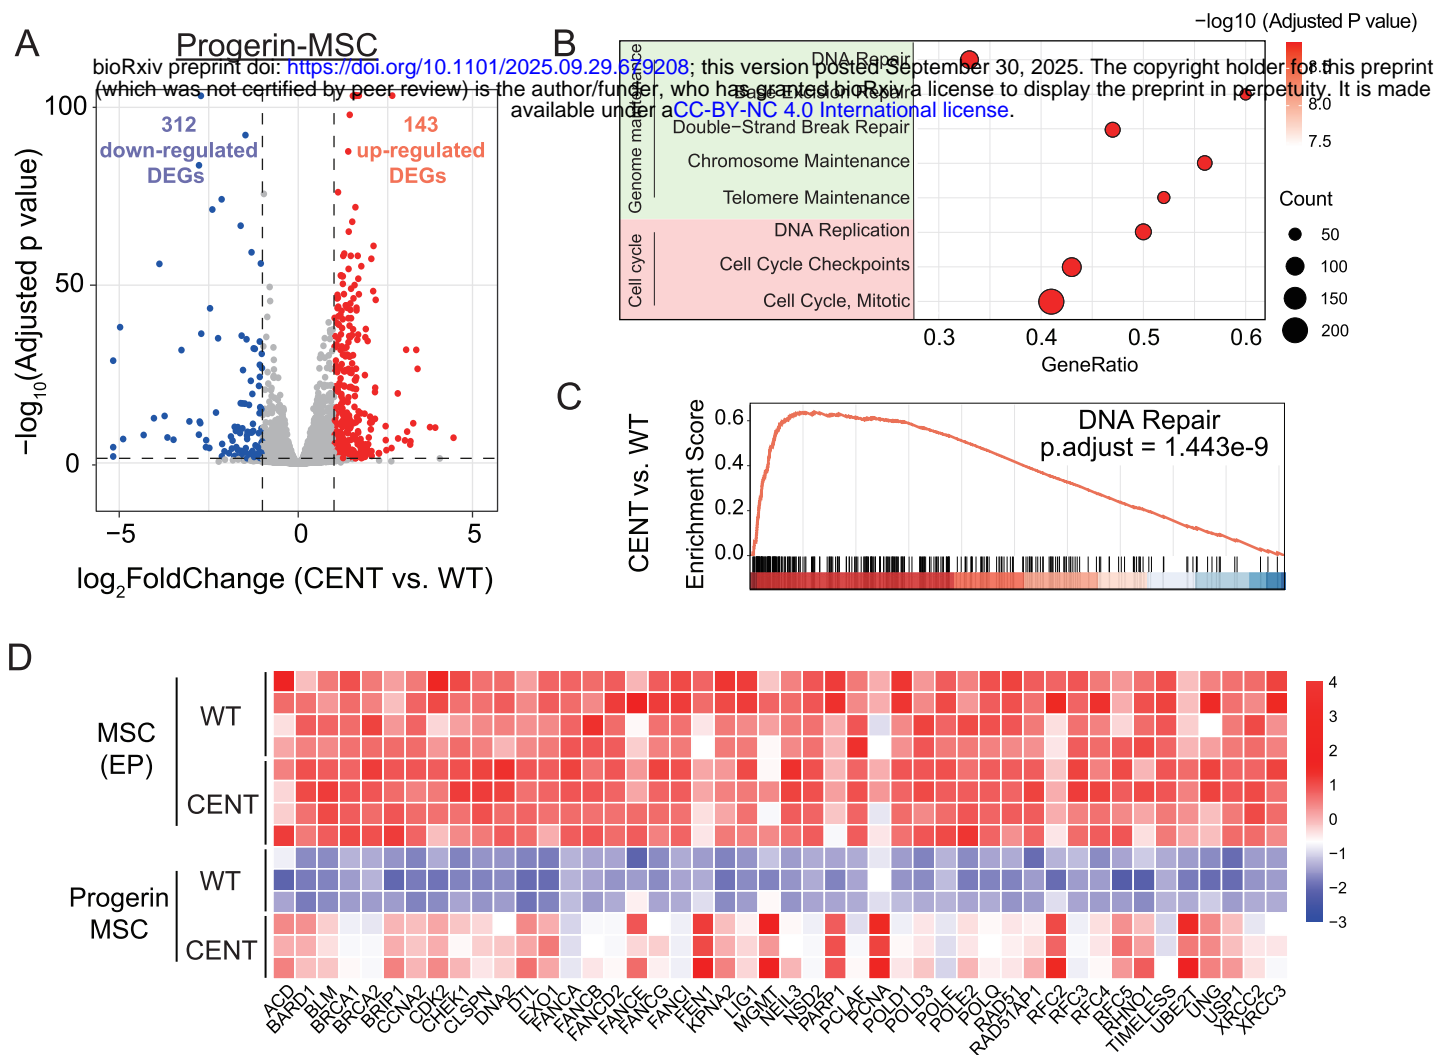 A
Progerin-MSC
bioRxiv preprint doi: https://doi.org/10.1101/2025.09.29.679208; this version posted September 30, 2025. The copyright holder for this preprint
(which was not certified by peer review) is the author/funder, who has granted bioRxiv a license to display the preprint in perpetuity. It is made
available under aCC-BY-NC 4.0 International license.
312
down-regulated
DEGs
143
up-regulated
DEGs
−log10(Adjusted p value)
100
50
0
−5
0
5
log2FoldChange (CENT vs. WT)
B
Genome maintenance
DNA Repair
Base Excision Repair
Double−Strand Break Repair
Chromosome Maintenance
Telomere Maintenance
Cell cycle
DNA Replication
Cell Cycle Checkpoints
Cell Cycle, Mitotic
0.3
0.4
0.5
0.6
GeneRatio
−log10 (Adjusted P value)
8.5
8.0
7.5
Count
50
100
150
200
C
CENT vs. WT
Enrichment Score
0.6
0.4
0.2
0.0
DNA Repair
p.adjust = 1.443e-9
D
MSC
(EP)
WT
CENT
Progerin
MSC
WT
CENT
4
3
2
1
0
−1
−2
−3
ACD
BARD1
BLM
BRCA1
BRCA2
BRIP1
CCNA2
CDK2
CHEK1
CLSPN
DNA2
DTL
EXO1
FANCA
FANCB
FANCD2
FANCE
FANCG
FANCI
FEN1
KPNA2
LIG1
MGMT
NEIL3
NSD2
PARP1
PCLAF
PCNA
POLD1
POLD3
POLE
POLE2
POLQ
RAD51
RAD51AP1
RFC2
RFC3
RFC4
RFC5
RHNO1
TIMELESS
UBE2T
UNG
USP1
XRCC2
XRCC3